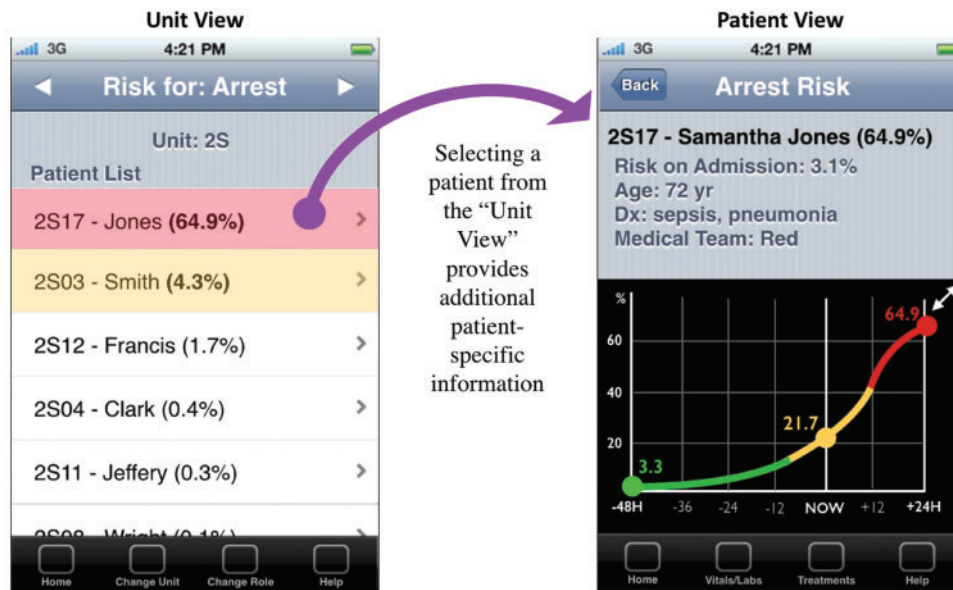 Unit View
3G 4:21 PM
Risk for: Arrest
Unit: 2S
Patient List
2S17 - Jones (64.9%)
2S03 - Smith (4.3%)
2S12 - Francis (1.7%)
2S04 - Clark (0.4%)
2S11 - Jeffery (0.3%)
2S08 - Wright (0.1%)
Home Change Unit Change Role Help
Selecting a
patient from
the “Unit
View”
provides
additional
patient-
specific
information
Patient View
3G 4:21 PM
Back Arrest Risk
2S17 - Samantha Jones (64.9%)
Risk on Admission: 3.1%
Age: 72 yr
Dx: sepsis, pneumonia
Medical Team: Red
%
64.9
60
40
21.7
20
3.3
-48H -36 -24 -12 NOW +12 +24H
Home Vitals/Labs Treatments Help